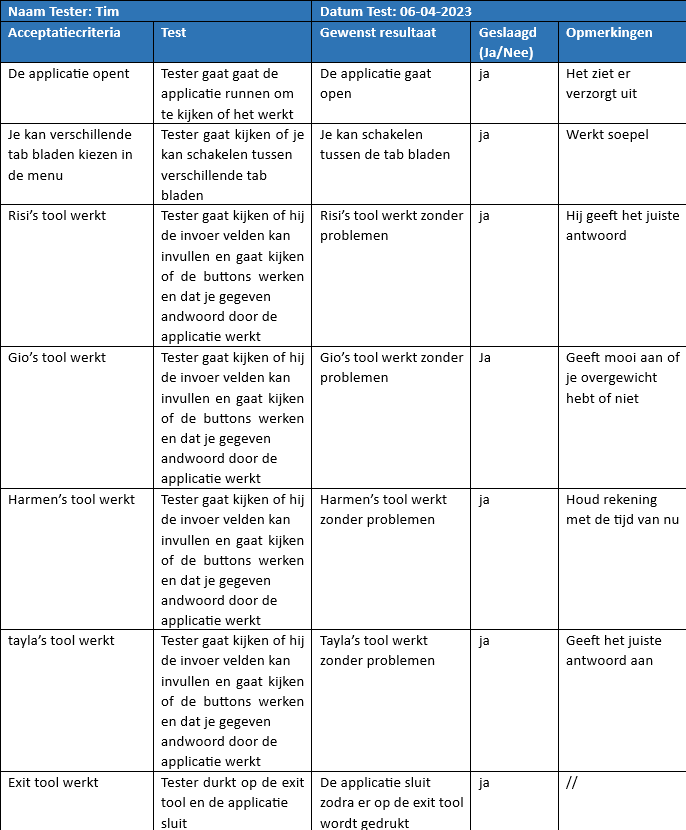 Naam Tester: Tim
Datum Test: 06-04-2023
Acceptatiecriteria
Test
Gewenst resultaat
Geslaagd
(Ja/Nee)
Opmerkingen
De applicatie opent
Tester gaat gaat de
applicatie runnen om
te kijken of het werkt
De applicatie gaat
open
ja
Het ziet er
verzorgt uit
Je kan verschillende
tab bladen kiezen in
de menu
Tester gaat kijken of je
kan schakelen tussen
verschillende tab
bladen
Je kan schakelen
tussen de tab bladen
ja
Werkt soepel
Risi’s tool werkt
Tester gaat kijken of hij
de invoer velden kan
invullen en gaat kijken
of de buttons werken
en dat je gegeven
andwoord door de
applicatie werkt
Risi’s tool werkt zonder
problemen
ja
Hij geeft het juiste
antwoord
Gio’s tool werkt
Tester gaat kijken of hij
de invoer velden kan
invullen en gaat kijken
of de buttons werken
en dat je gegeven
andwoord door de
applicatie werkt
Gio’s tool werkt zonder
problemen
Ja
Geeft mooi aan of
je overgewicht
hebt of niet
Harmen’s tool werkt
Tester gaat kijken of hij
de invoer velden kan
invullen en gaat kijken
of de buttons werken
en dat je gegeven
andwoord door de
applicatie werkt
Harmen’s tool werkt
zonder problemen
ja
Houd rekening
met de tijd van nu
tayla’s tool werkt
Tester gaat kijken of hij
de invoer velden kan
invullen en gaat kijken
of de buttons werken
en dat je gegeven
andwoord door de
applicatie werkt
Tayla’s tool werkt
zonder problemen
ja
Geeft het juiste
antwoord aan
Exit tool werkt
Tester durkt op de exit
tool en de applicatie
sluit
De applicatie sluit
zodra er op de exit tool
wordt gedrukt
ja
//